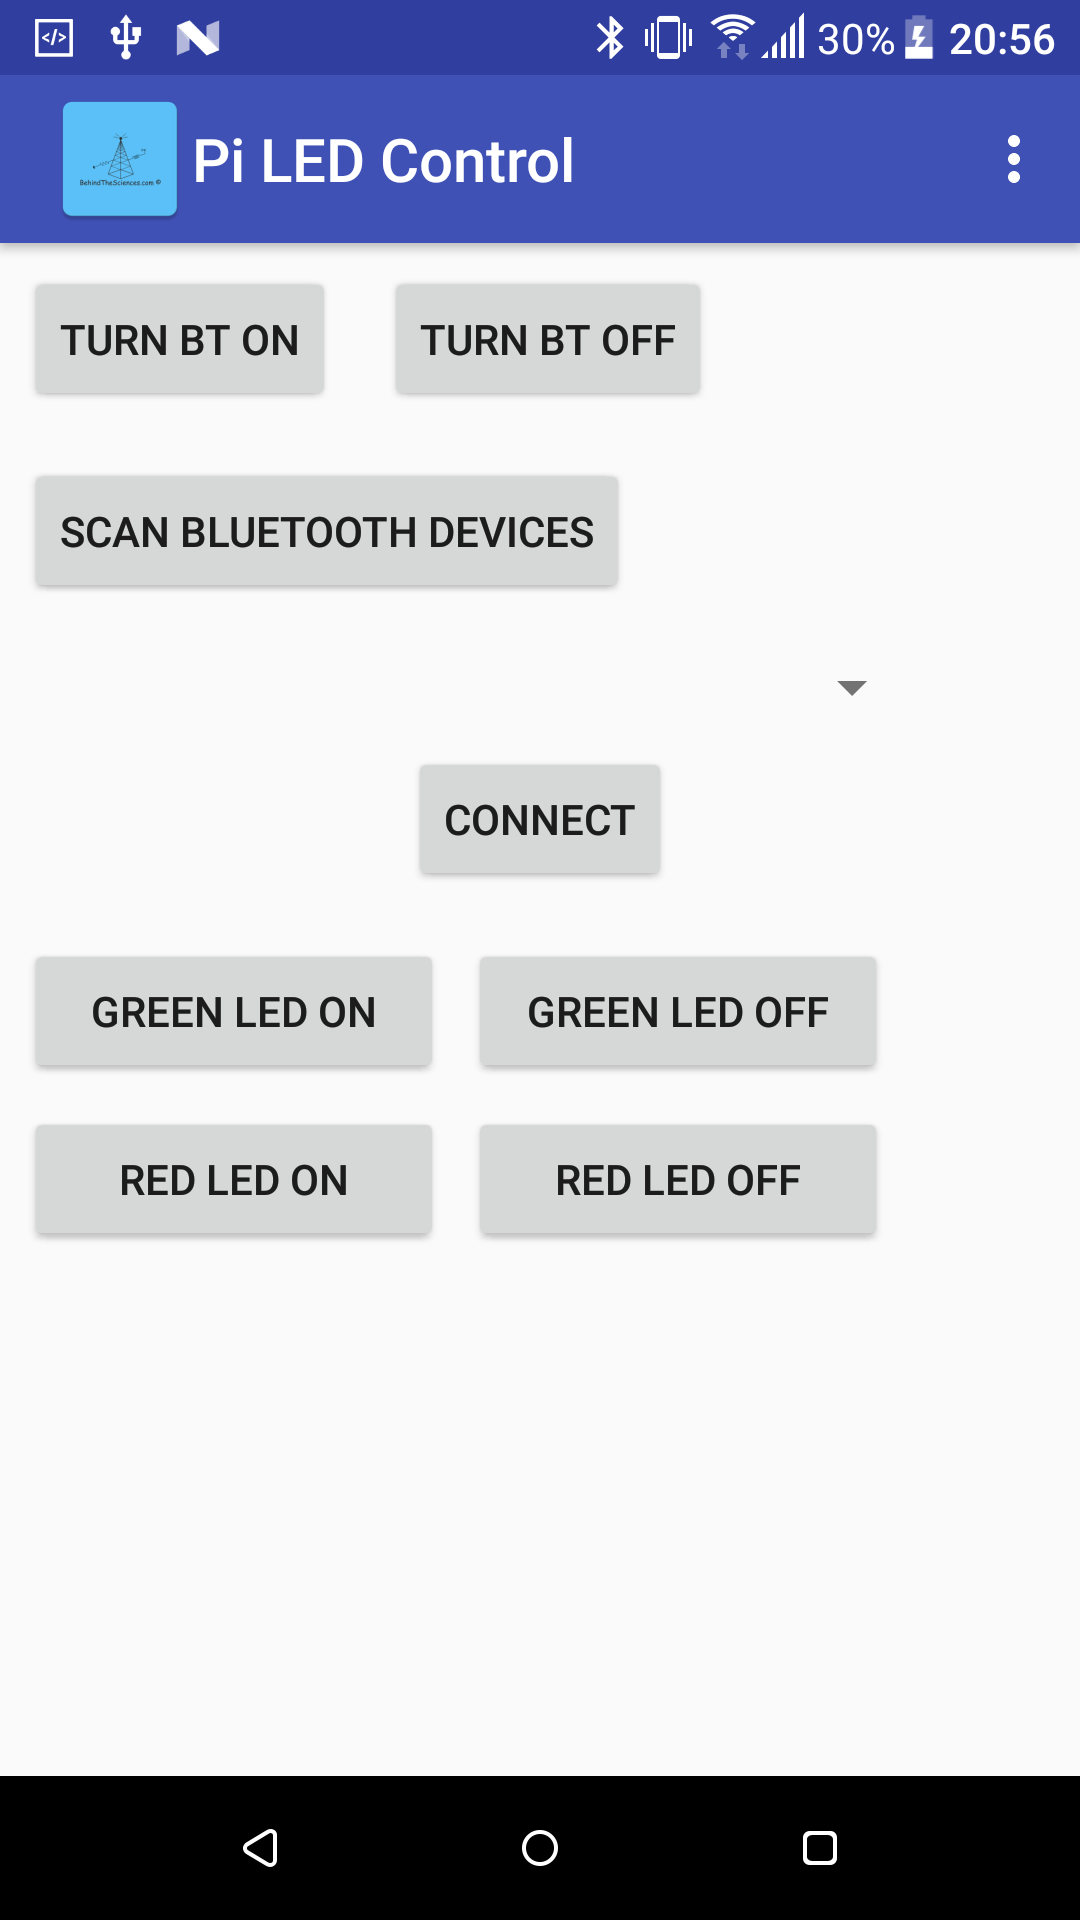 </> 30% 20:56
BehindTheSciences.com ©
Pi LED Control
TURN BT ON TURN BT OFF
SCAN BLUETOOTH DEVICES
CONNECT
GREEN LED ON GREEN LED OFF
RED LED ON RED LED OFF